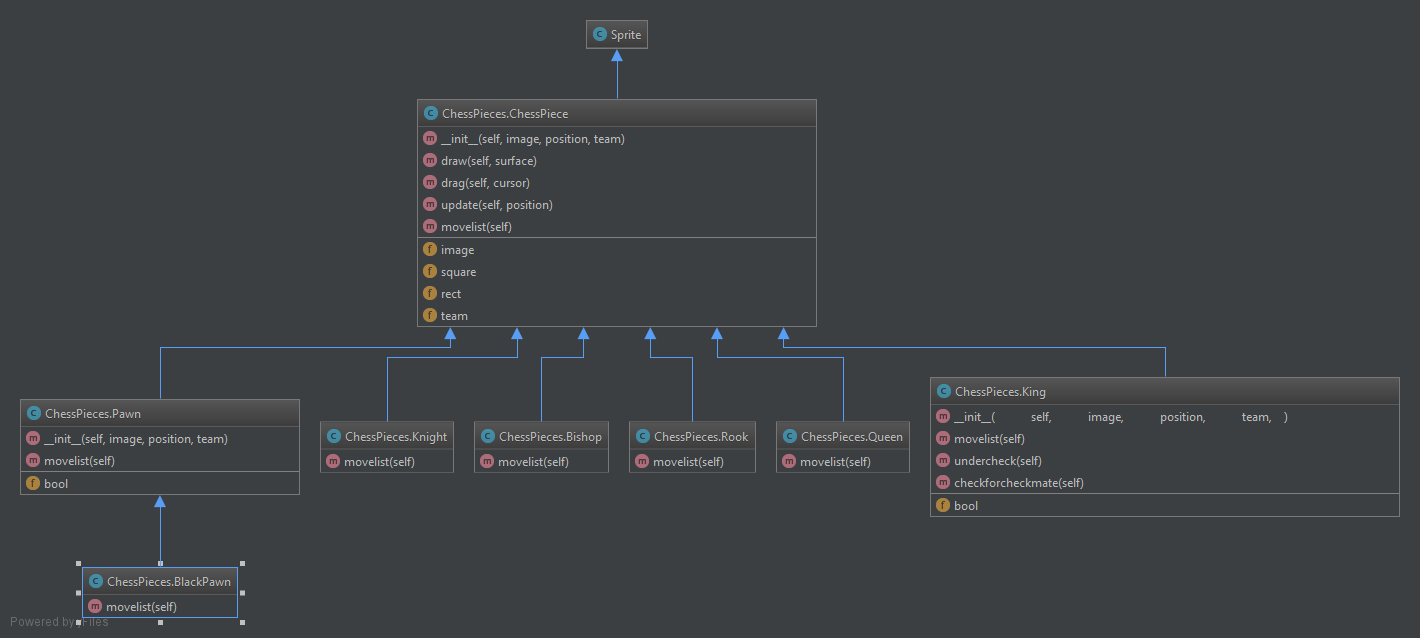 Sprite
ChessPieces.ChessPiece
__init__(self, image, position, team)
draw(self, surface)
drag(self, cursor)
update(self, position)
movelist(self)
image
square
rect
team
ChessPieces.Pawn
__init__(self, image, position, team)
movelist(self)
bool
ChessPieces.Knight
movelist(self)
ChessPieces.Bishop
movelist(self)
ChessPieces.Rook
movelist(self)
ChessPieces.Queen
movelist(self)
ChessPieces.King
__init__( self, image, position, team, )
movelist(self)
undercheck(self)
checkforcheckmate(self)
bool
ChessPieces.BlackPawn
movelist(self)
Powered by yFiles